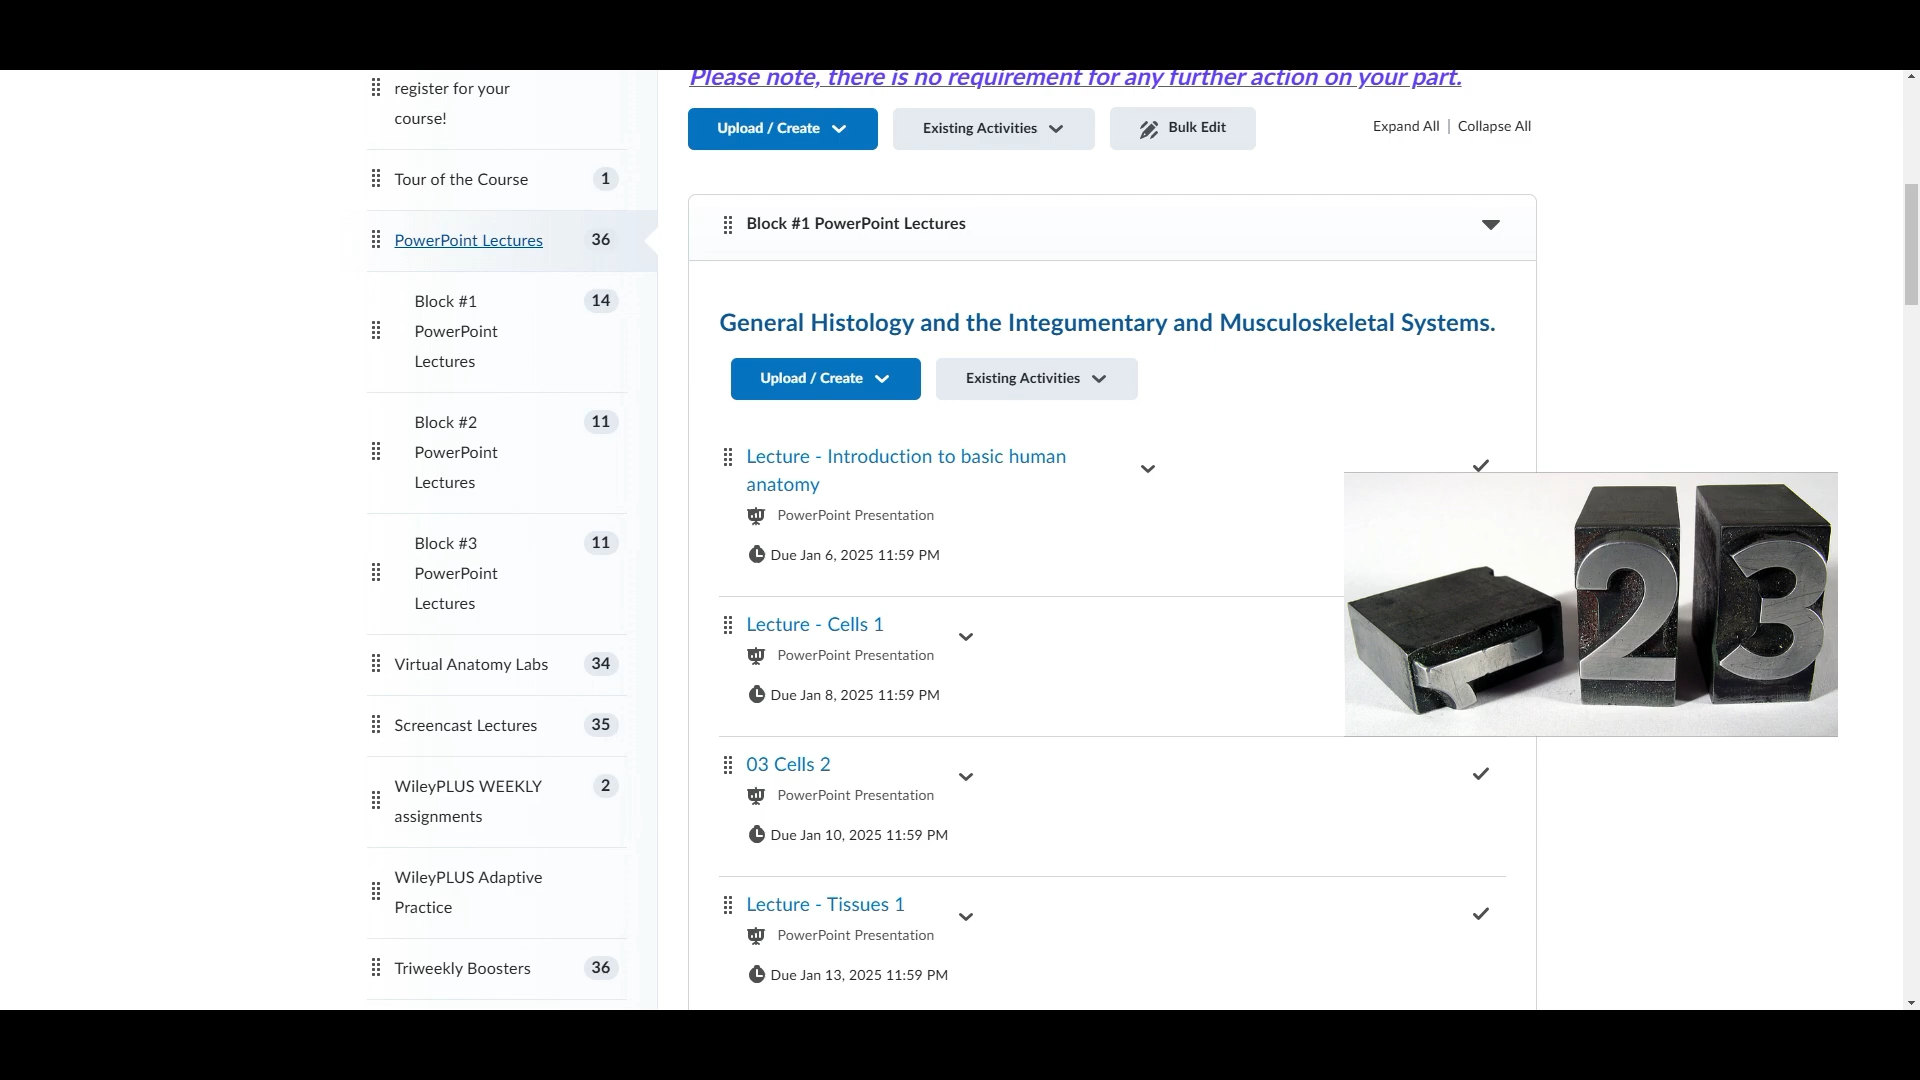 register for your
course!
Tour of the Course 1
PowerPoint Lectures 36
Block #1 14
PowerPoint
Lectures
Block #2 11
PowerPoint
Lectures
Block #3 11
PowerPoint
Lectures
Virtual Anatomy Labs 34
Screencast Lectures 35
WileyPLUS WEEKLY 2
assignments
WileyPLUS Adaptive
Practice
Triweekly Boosters 36
Please note, there is no requirement for any further action on your part.
Upload / Create Existing Activities Bulk Edit Expand All | Collapse All
Block #1 PowerPoint Lectures
General Histology and the Integumentary and Musculoskeletal Systems.
Upload / Create Existing Activities
Lecture - Introduction to basic human
anatomy
PowerPoint Presentation
Due Jan 6, 2025 11:59 PM
Lecture - Cells 1
PowerPoint Presentation
Due Jan 8, 2025 11:59 PM
03 Cells 2
PowerPoint Presentation
Due Jan 10, 2025 11:59 PM
Lecture - Tissues 1
PowerPoint Presentation
Due Jan 13, 2025 11:59 PM
1 2 3